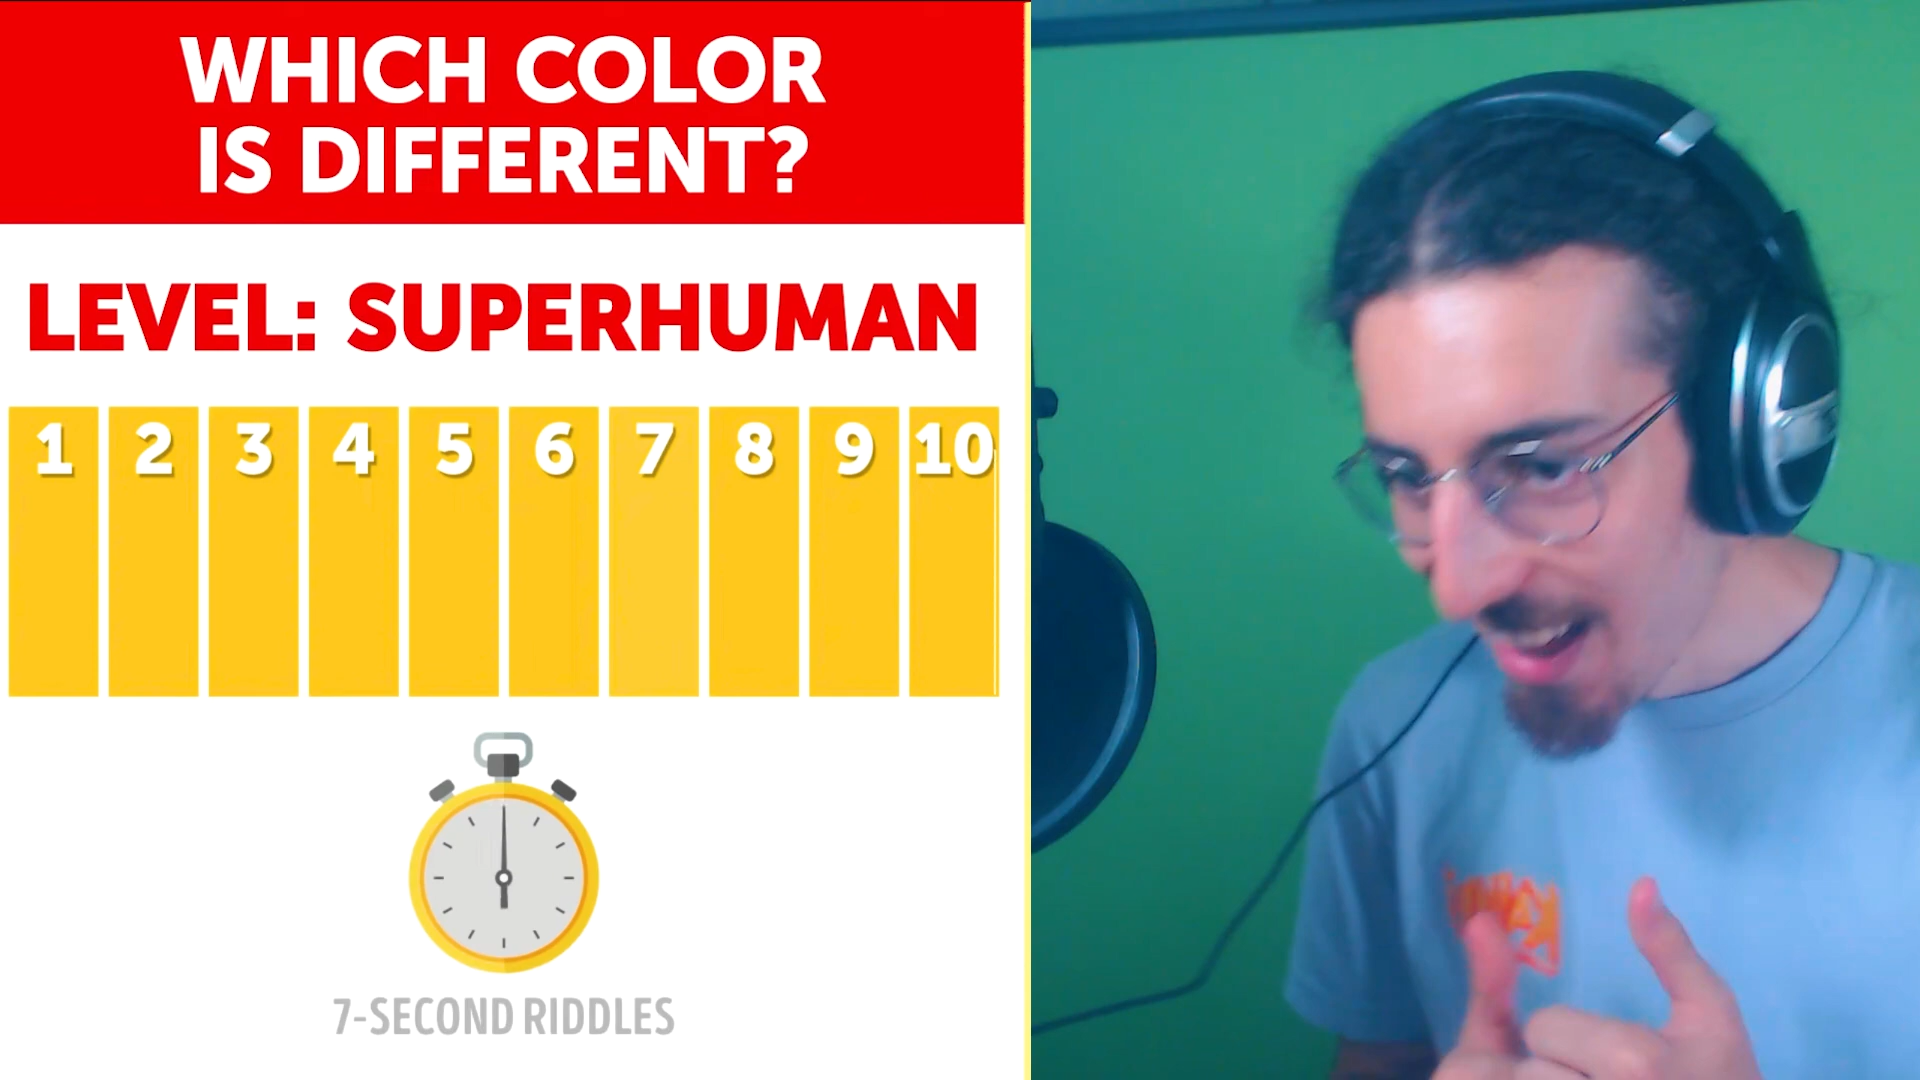 WHICH COLOR
IS DIFFERENT?
LEVEL: SUPERHUMAN
1 2 3 4 5 6 7 8 9 10
7-SECOND RIDDLES